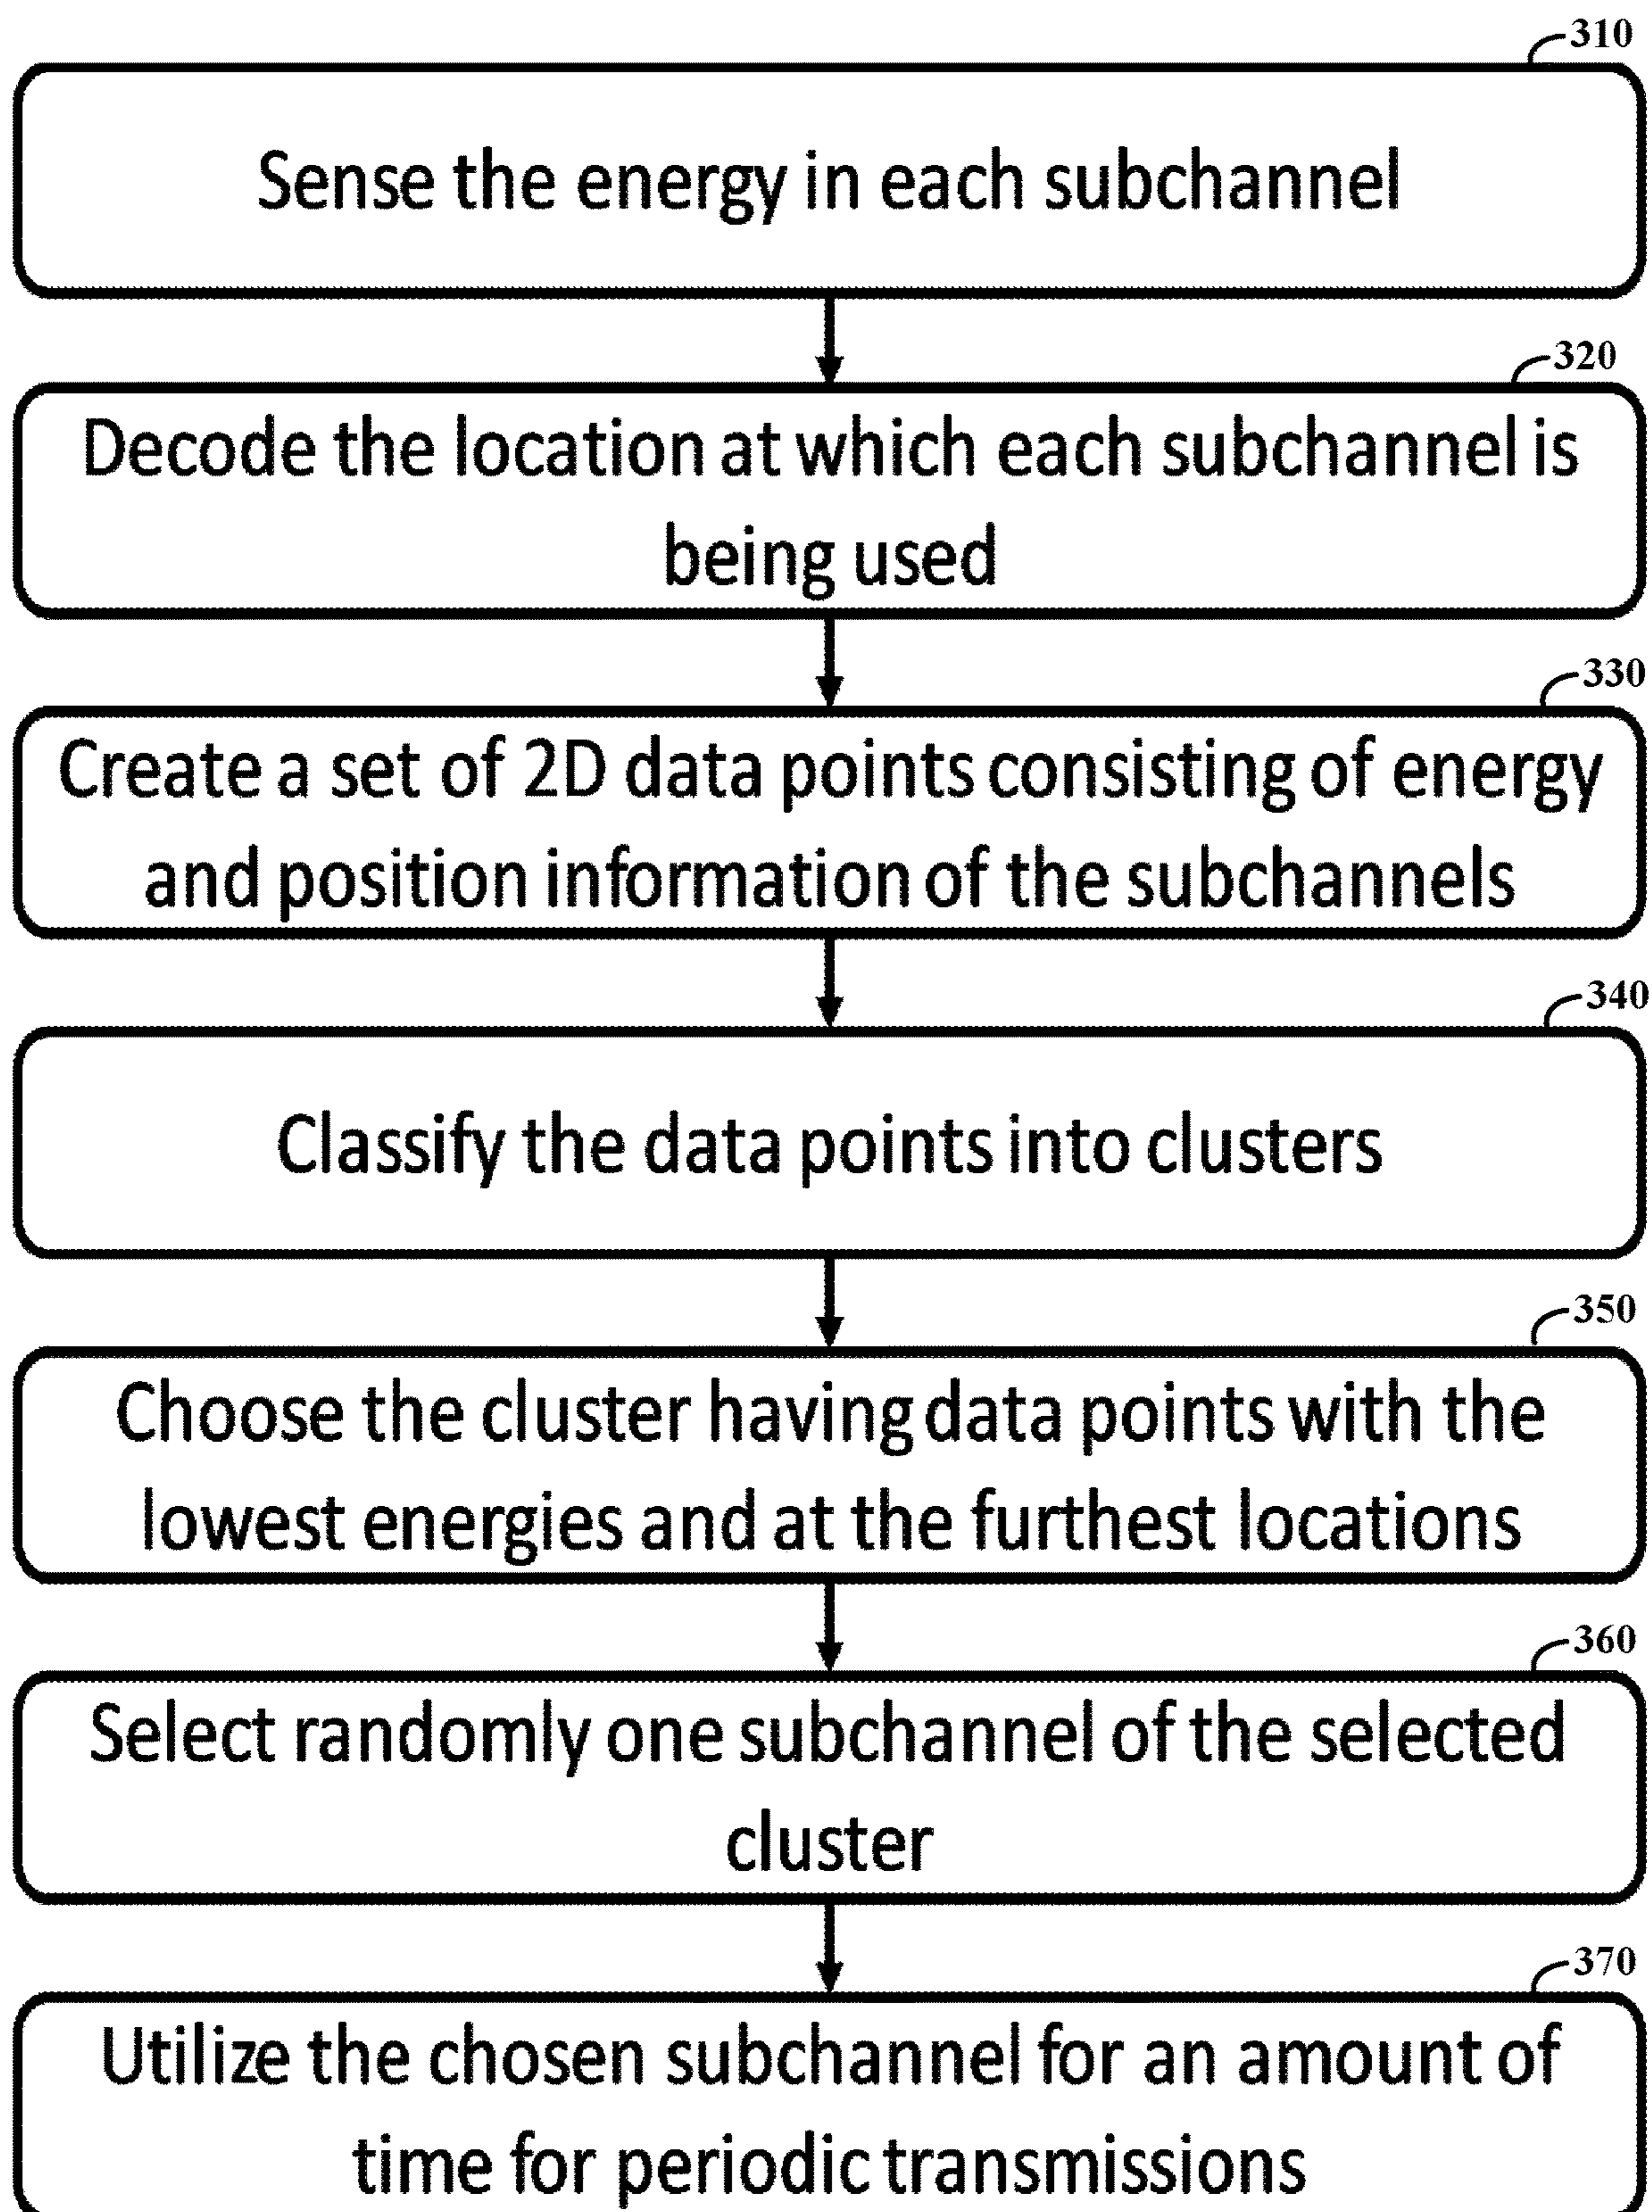 310
Sense the energy in each subchannel
320
Decode the location at which each subchannel is
being used
330
Create a set of 2D data points consisting of energy
and position information of the subchannels
340
Classify the data points into clusters
350
Choose the cluster having data points with the
lowest energies and at the furthest locations
360
Select randomly one subchannel of the selected
cluster
370
Utilize the chosen subchannel for an amount of
time for periodic transmissions